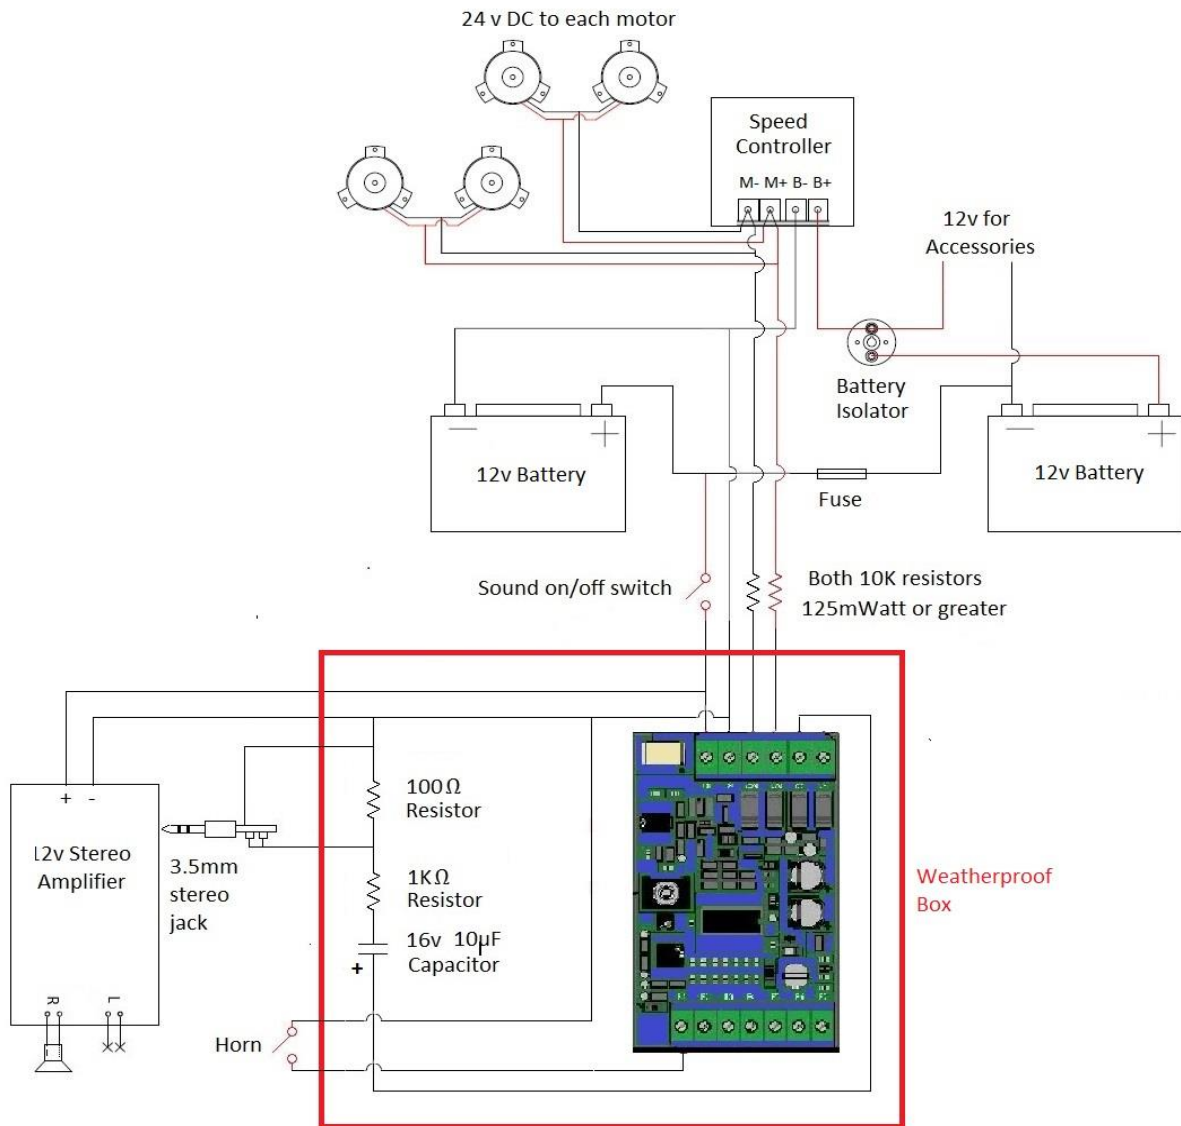 24 v DC to each motor
Speed
Controller
M- M+ B- B+
12v for
Accessories
Battery
Isolator
12v Battery
12v Battery
Fuse
Sound on/off switch
Both 10K resistors
125mWatt or greater
+ -
12v Stereo
Amplifier
3.5mm
stereo
jack
100Ω
Resistor
1KΩ
Resistor
16v 10µF
Capacitor
+
Weatherproof
Box
R L
Horn